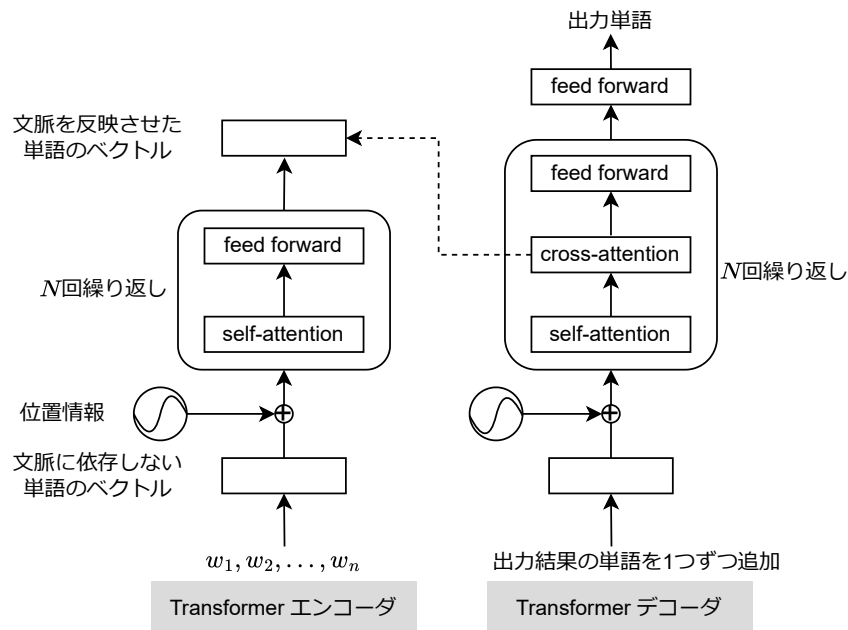 出力単語
feed forward
文脈を反映させた
単語のベクトル
feed forward
feed forward
cross-attention
N回繰り返し
N回繰り返し
self-attention
self-attention
位置情報
文脈に依存しない
単語のベクトル
w₁, w₂, . . . , wₙ
出力結果の単語を1つずつ追加
Transformer エンコーダ
Transformer デコーダ